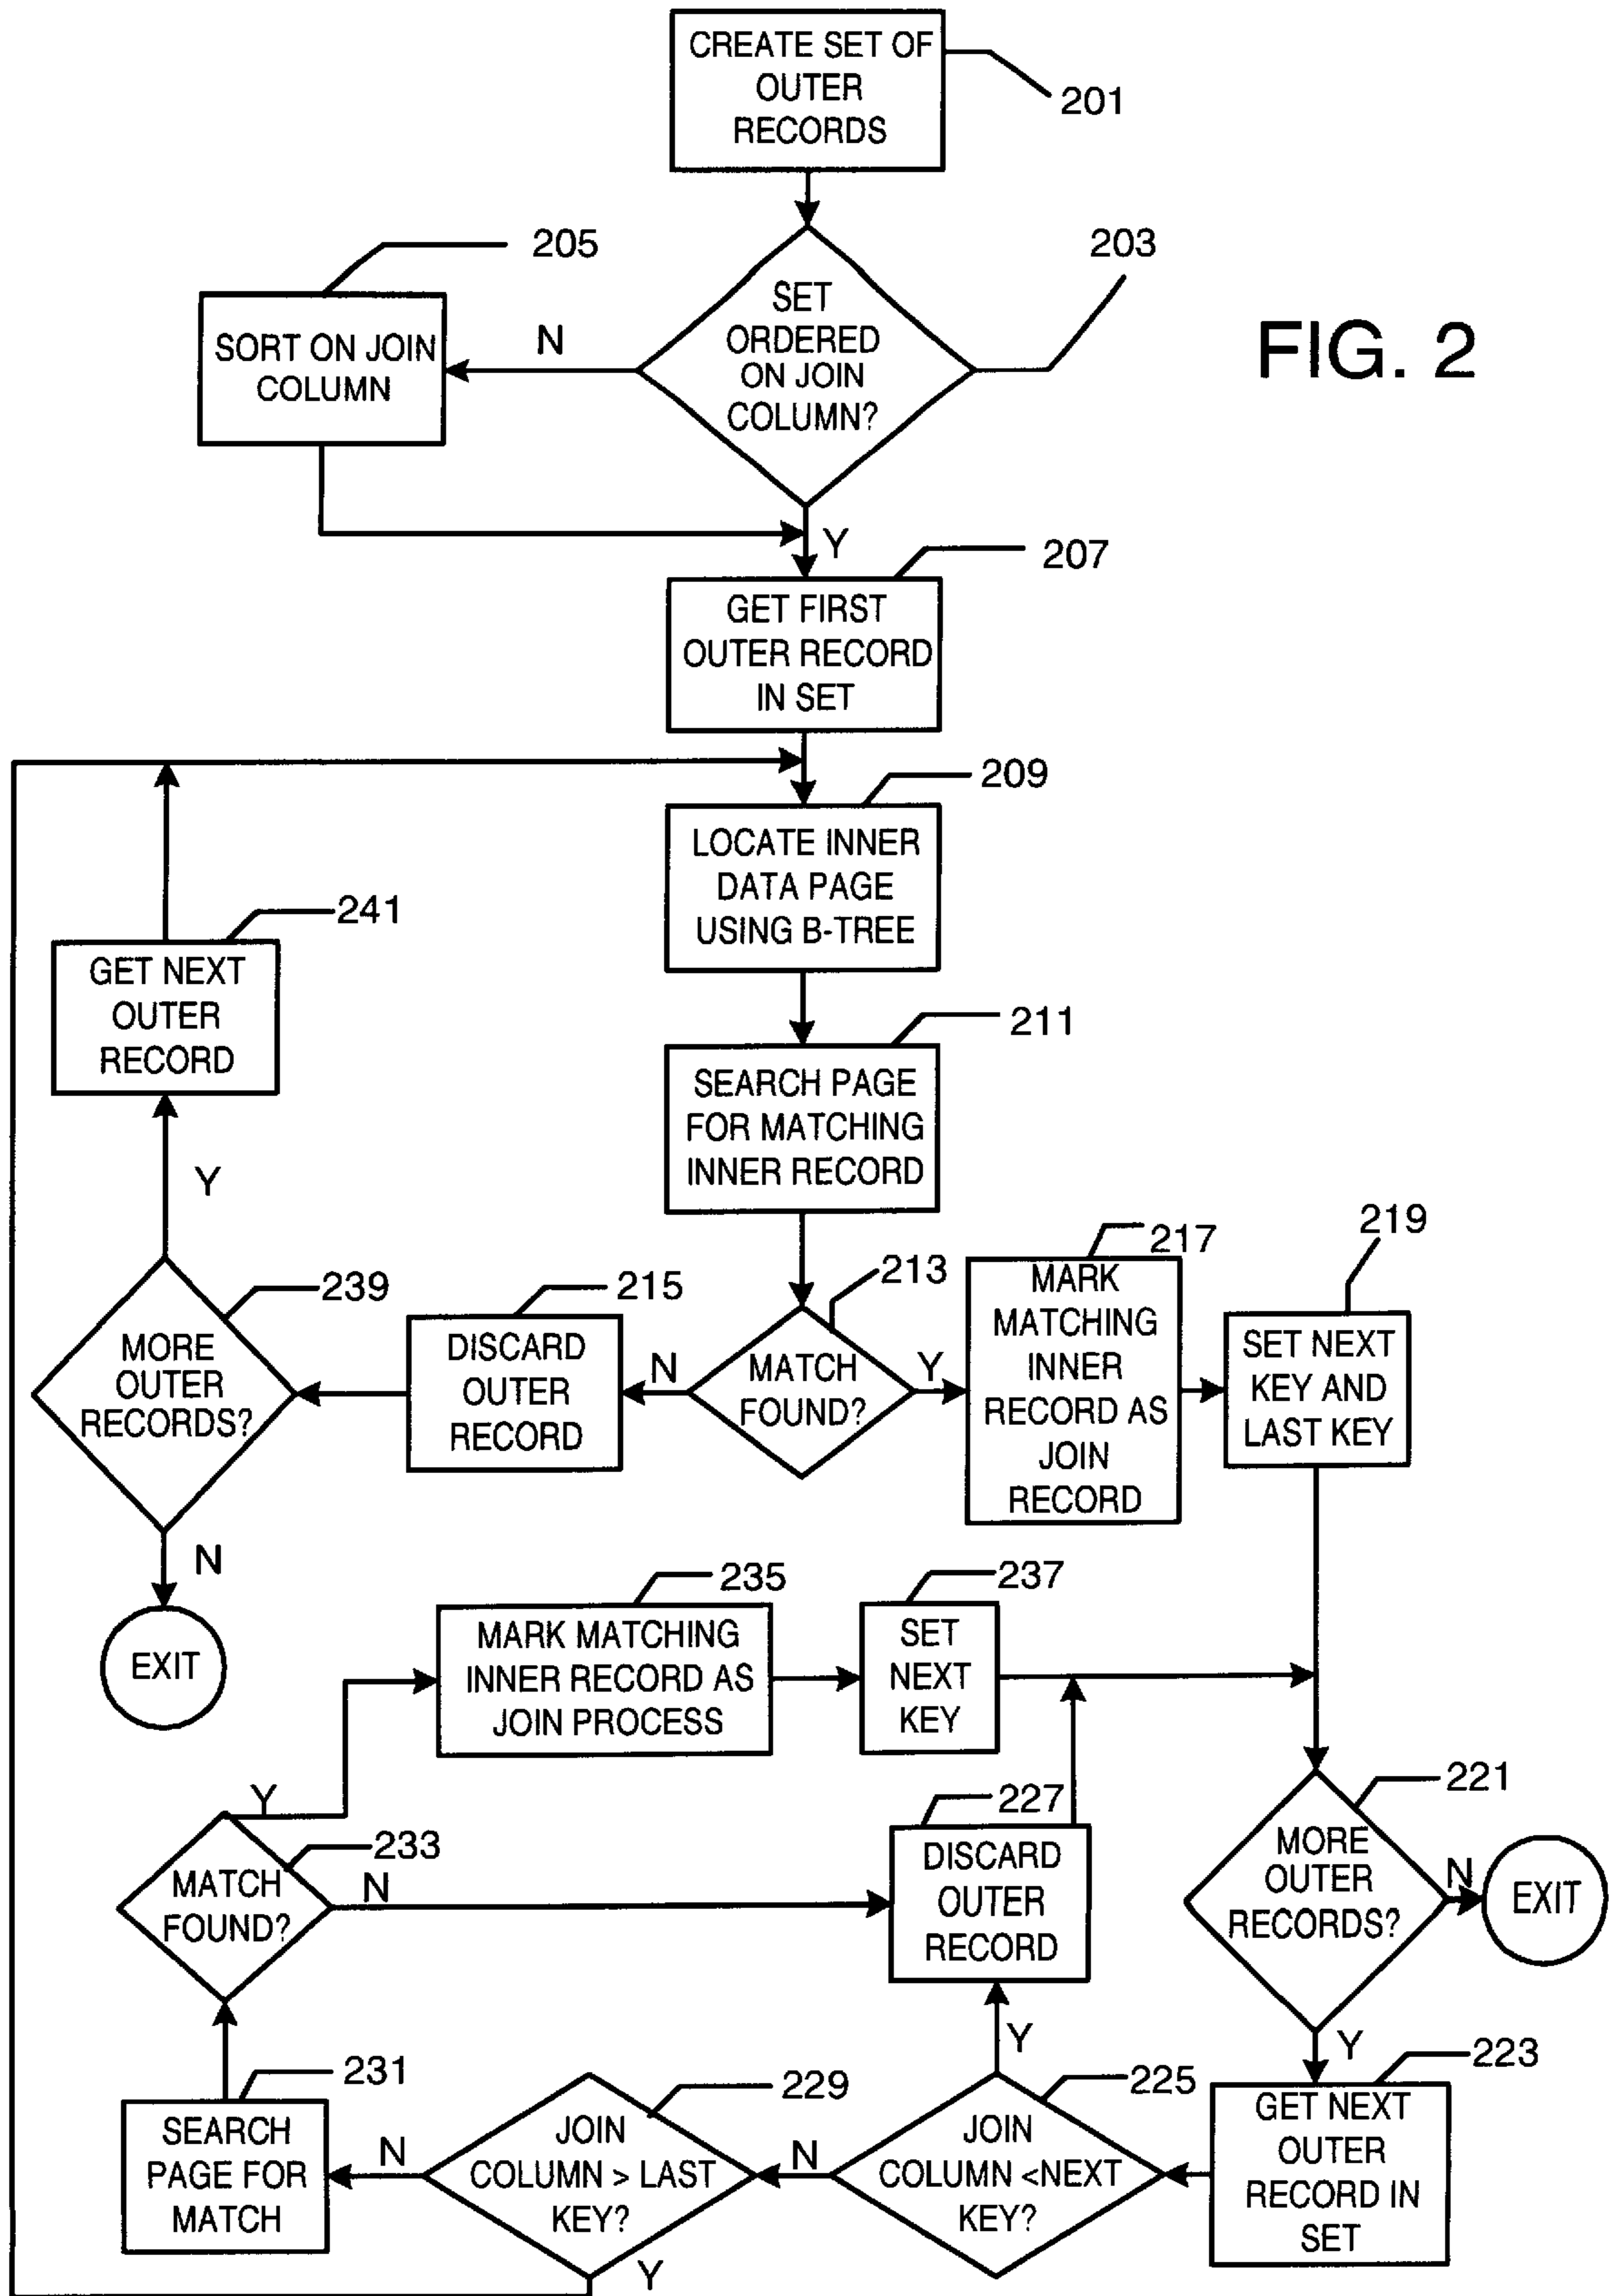 CREATE SET OF
OUTER
RECORDS
201
205
203
SET
ORDERED
ON JOIN
COLUMN?
N
SORT ON JOIN
COLUMN
FIG. 2
Y
207
GET FIRST
OUTER RECORD
IN SET
209
LOCATE INNER
DATA PAGE
USING B-TREE
241
GET NEXT
OUTER
RECORD
211
SEARCH PAGE
FOR MATCHING
INNER RECORD
Y
239
MORE
OUTER
RECORDS?
215
DISCARD
OUTER
RECORD
N
213
MATCH
FOUND?
Y
217
MARK
MATCHING
INNER
RECORD AS
JOIN
RECORD
219
SET NEXT
KEY AND
LAST KEY
N
EXIT
235
MARK MATCHING
INNER RECORD AS
JOIN PROCESS
237
SET
NEXT
KEY
Y
233
MATCH
FOUND?
N
227
DISCARD
OUTER
RECORD
221
MORE
OUTER
RECORDS?
N
EXIT
Y
Y
223
GET NEXT
OUTER
RECORD IN
SET
225
JOIN
COLUMN <NEXT
KEY?
N
229
JOIN
COLUMN > LAST
KEY?
N
231
SEARCH
PAGE FOR
MATCH
Y